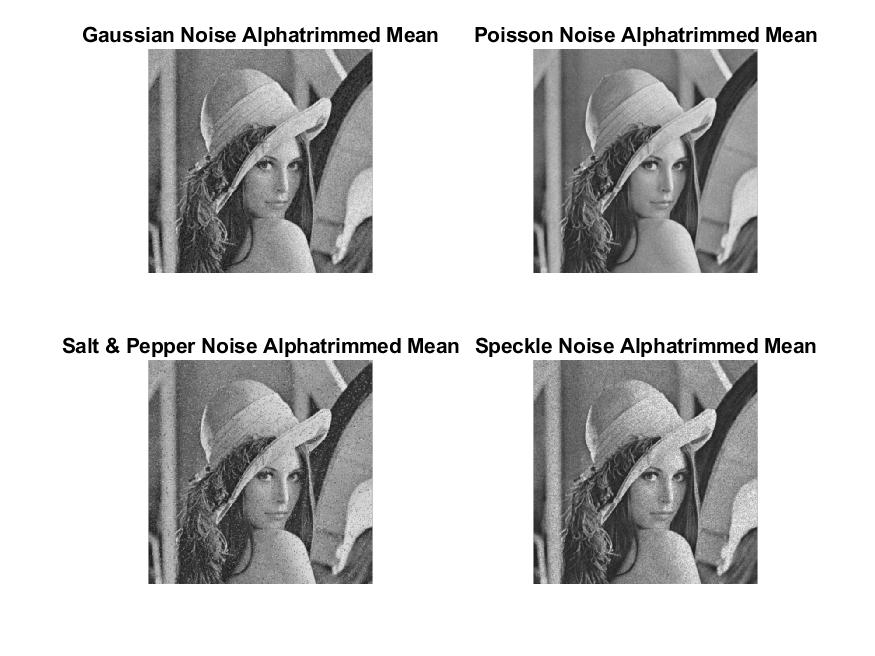 Gaussian Noise Alphatrimmed Mean
Poisson Noise Alphatrimmed Mean
Salt & Pepper Noise Alphatrimmed Mean
Speckle Noise Alphatrimmed Mean